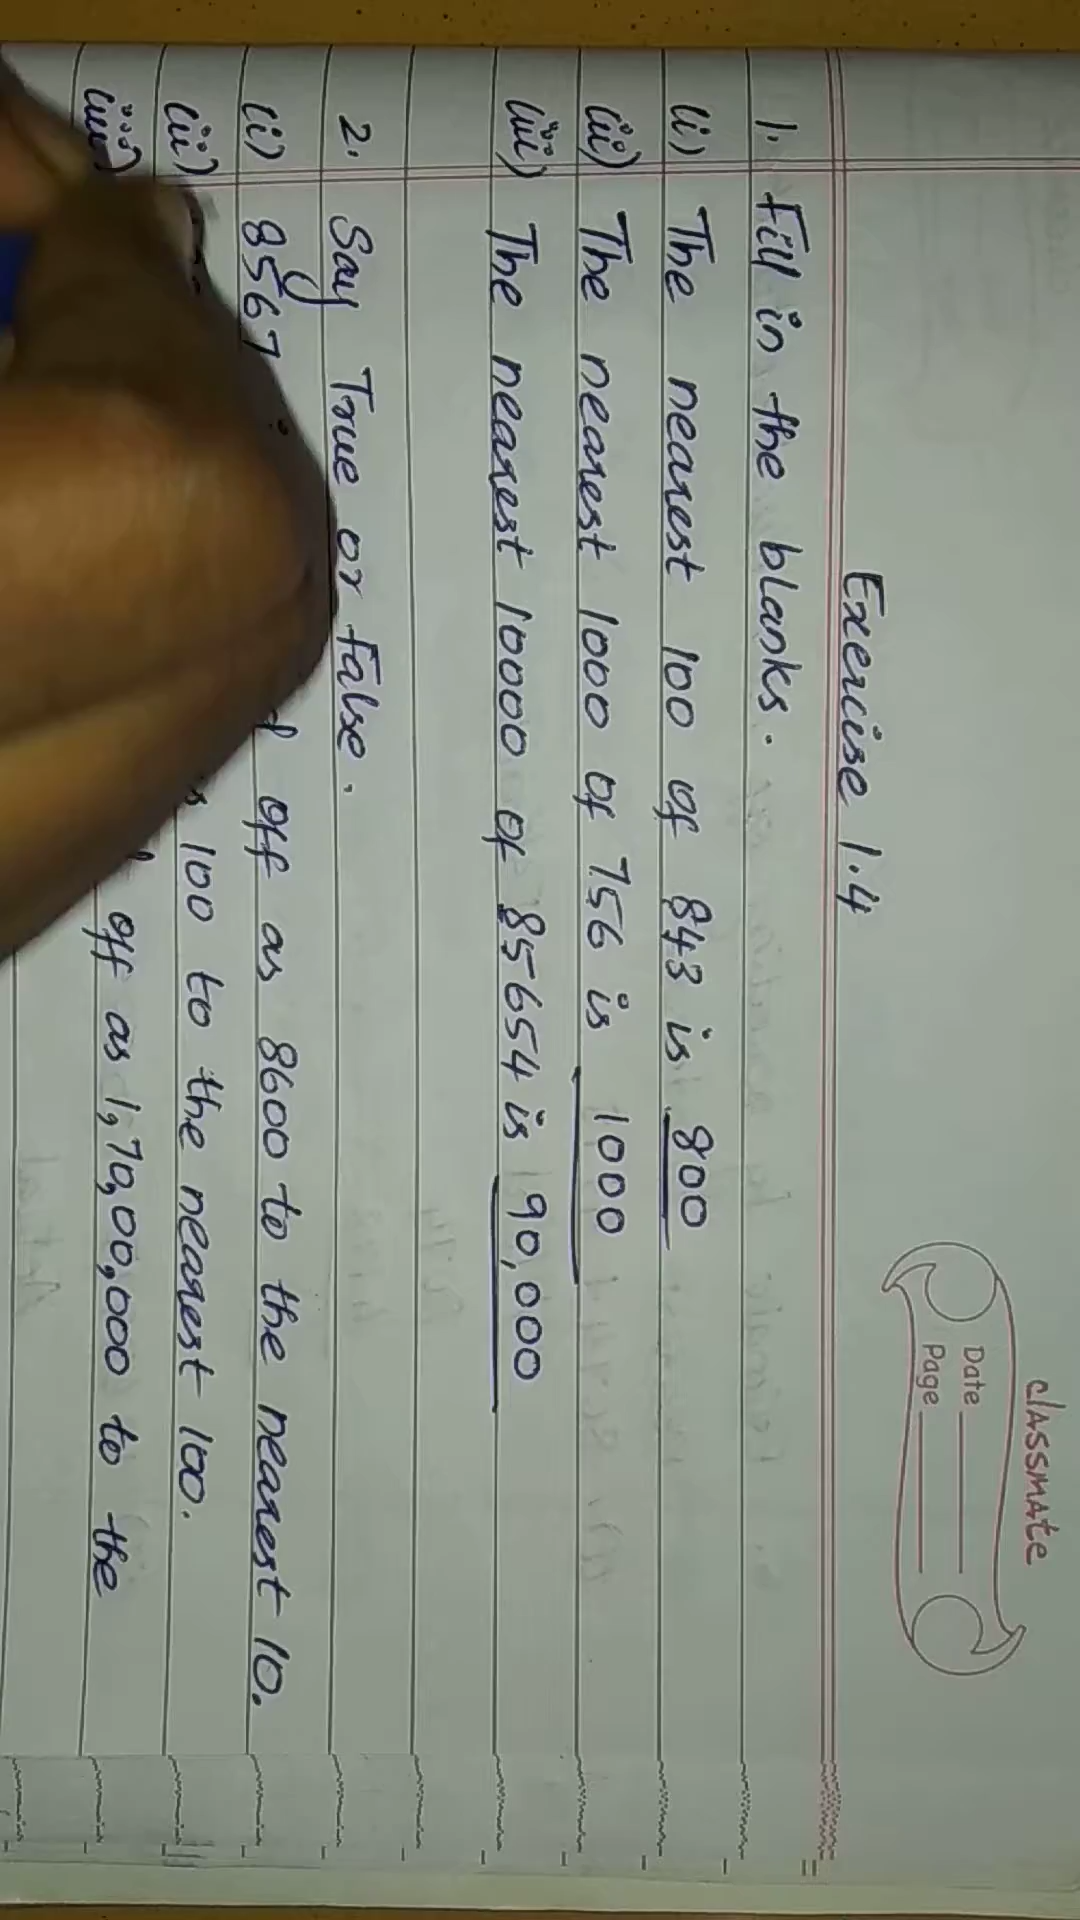 classmate
Date
Page
Exercise 1.4
1. Fill in the blanks.
(i) The nearest 100 of 843 is 800
(ii) The nearest 1000 of 756 is 1000
(iii) The nearest 10000 of 85654 is 90,000
2. Say True or False.
(i) 8567 off as 8600 to the nearest 10.
(ii) 100 to the nearest 100.
(iii) off as 1,70,00,000 to the